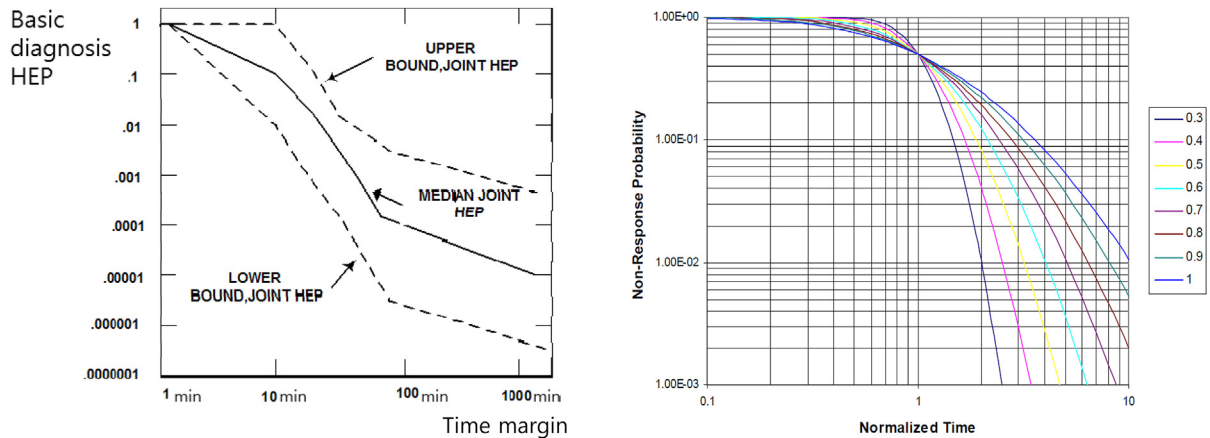 Basic
diagnosis
HEP
1
.1
.01
.001
.0001
.00001
.000001
.0000001
UPPER
BOUND,JOINT HEP
MEDIAN JOINT
HEP
LOWER
BOUND,JOINT HEP
1 min
10 min
100 min
1000 min
Time margin
Non-Response Probability
1.00E+00
1.00E-01
1.00E-02
1.00E-03
0.1
1
10
Normalized Time
0.3
0.4
0.5
0.6
0.7
0.8
0.9
1